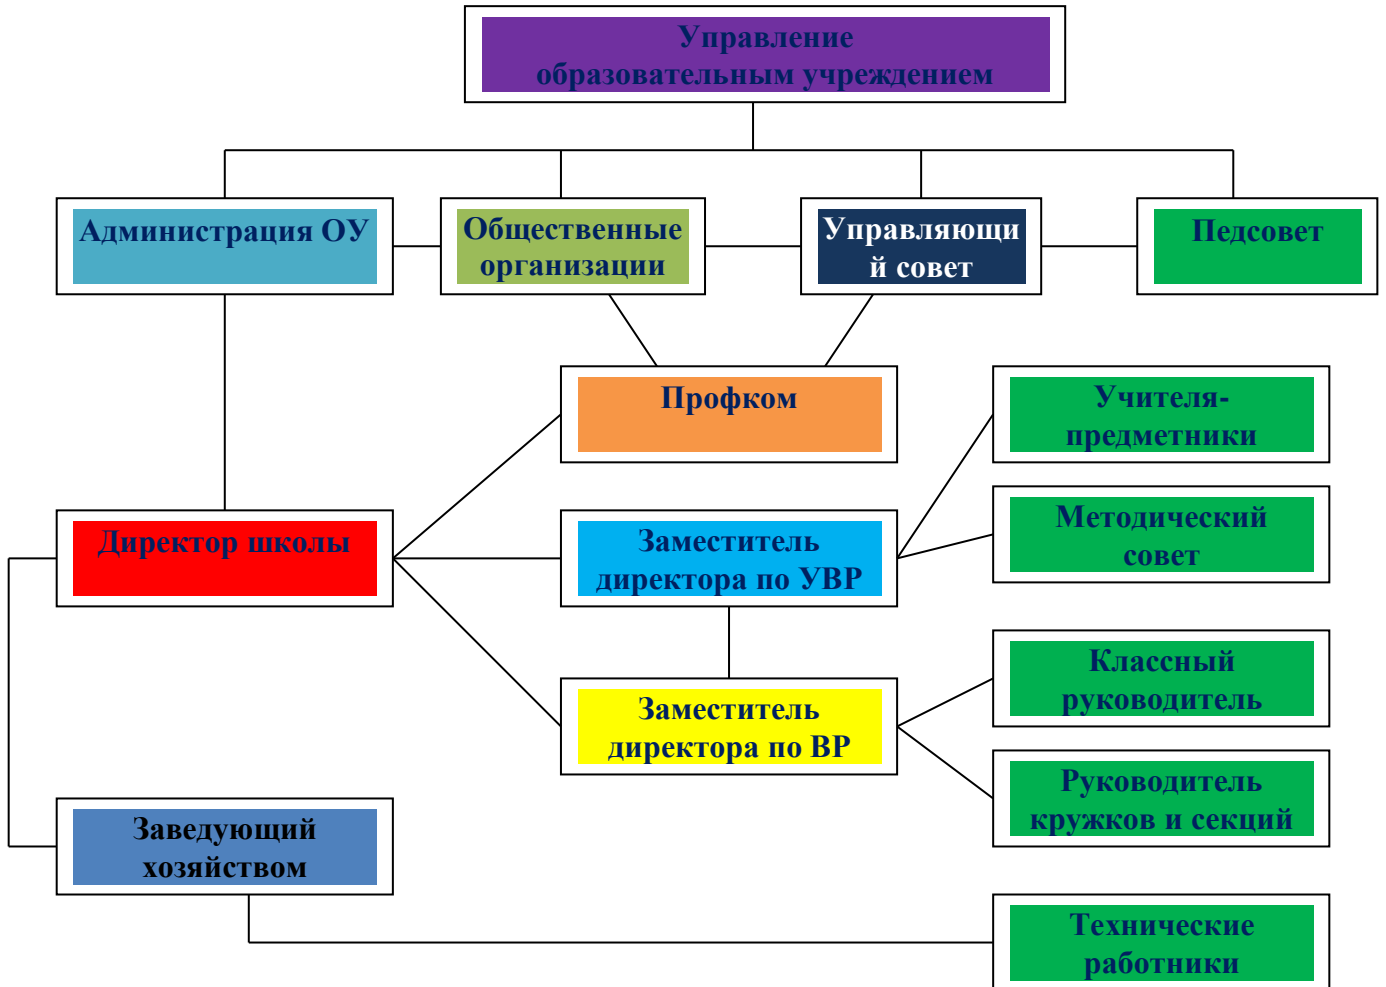 Управление
образовательным учреждением
Администрация ОУ
Общественные
организации
Управляющи
й совет
Педсовет
Профком
Учителя-
предметники
Директор школы
Заместитель
директора по УВР
Методический
совет
Заместитель
директора по ВР
Классный
руководитель
Руководитель
кружков и секций
Заведующий
хозяйством
Технические
работники